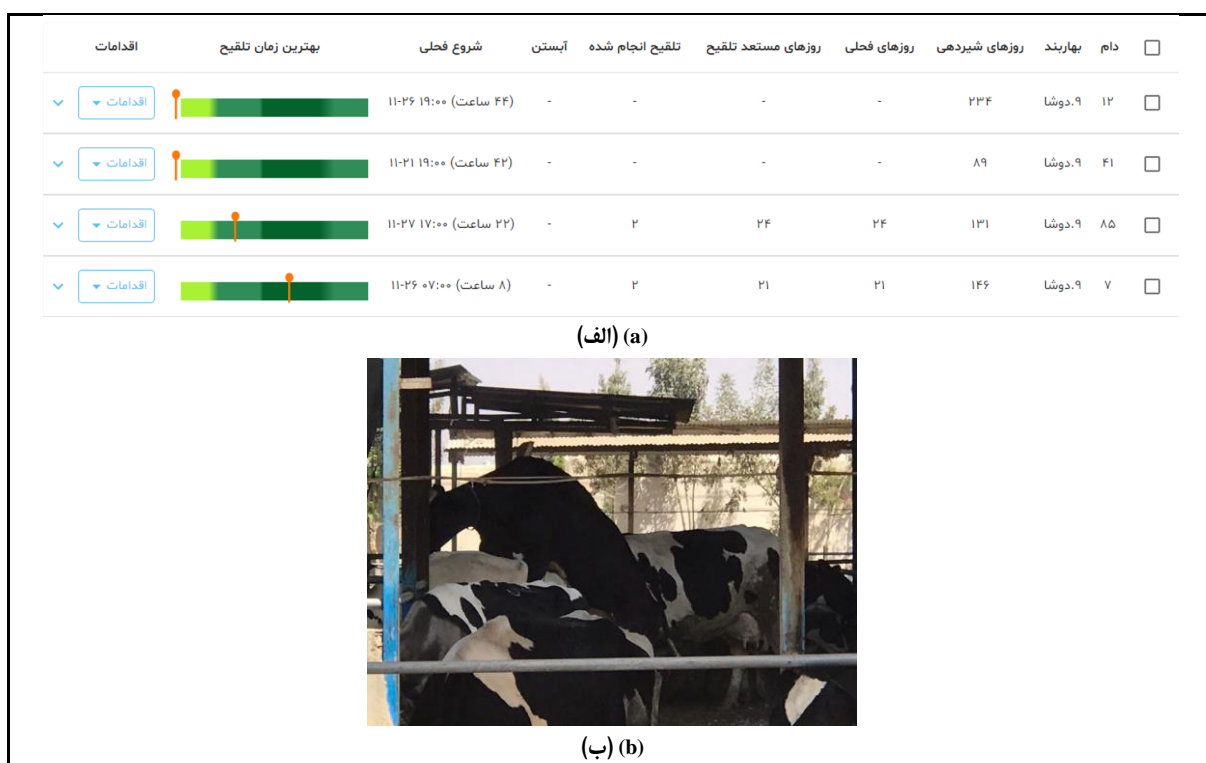 دام بهاربند روزهای شیردهی روزهای فحلی روزهای مستعد تلقیح تلقیح انجام شده آبستن شروع فحلی بهترین زمان تلقیح اقدامات
۱۲ ۹.دوشا ۲۳۴ - - - - (۴۴ ساعت) ۱۹:۰۰ ۱۱-۲۶ اقدامات
۴۱ ۹.دوشا ۸۹ - - - - (۴۲ ساعت) ۱۹:۰۰ ۱۱-۲۱ اقدامات
۸۵ ۹.دوشا ۱۳۱ ۲۴ ۲۴ ۲ - (۲۲ ساعت) ۱۷:۰۰ ۱۱-۲۷ اقدامات
۷ ۹.دوشا ۱۴۶ ۲۱ ۲۱ ۲ - (۸ ساعت) ۰۷:۰۰ ۱۱-۲۶ اقدامات
(a) (الف)
(b) (ب)